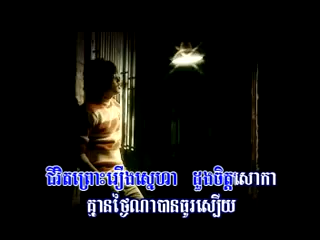 ជីវិតព្រោះរឿងស្នេហា ដួងចិត្តសោកា
គ្មានថ្ងៃណាបានធូរស្បើយ